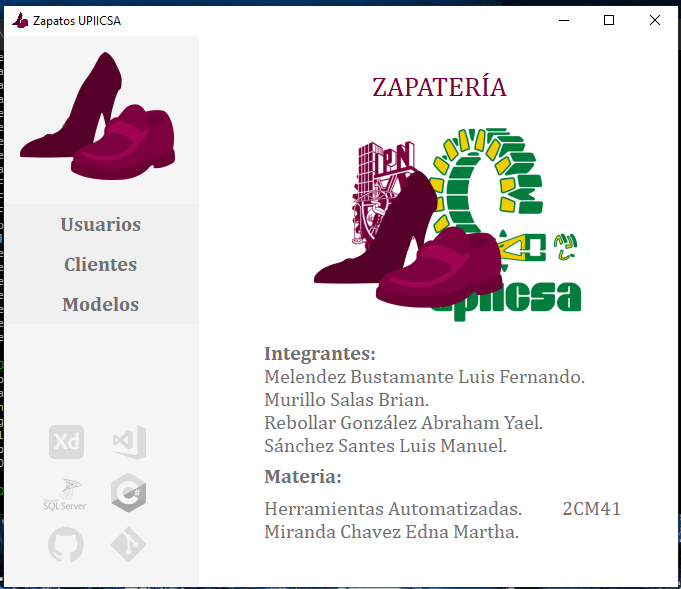 Zapatos UPIICSA
ZAPATERÍA
IPN
Usuarios
Clientes
Modelos
upiicsa
Integrantes:
Melendez Bustamante Luis Fernando.
Murillo Salas Brian.
Rebollar González Abraham Yael.
Sánchez Santes Luis Manuel.
Materia:
Herramientas Automatizadas. 2CM41
Miranda Chavez Edna Martha.
Xd
SQL Server
C#